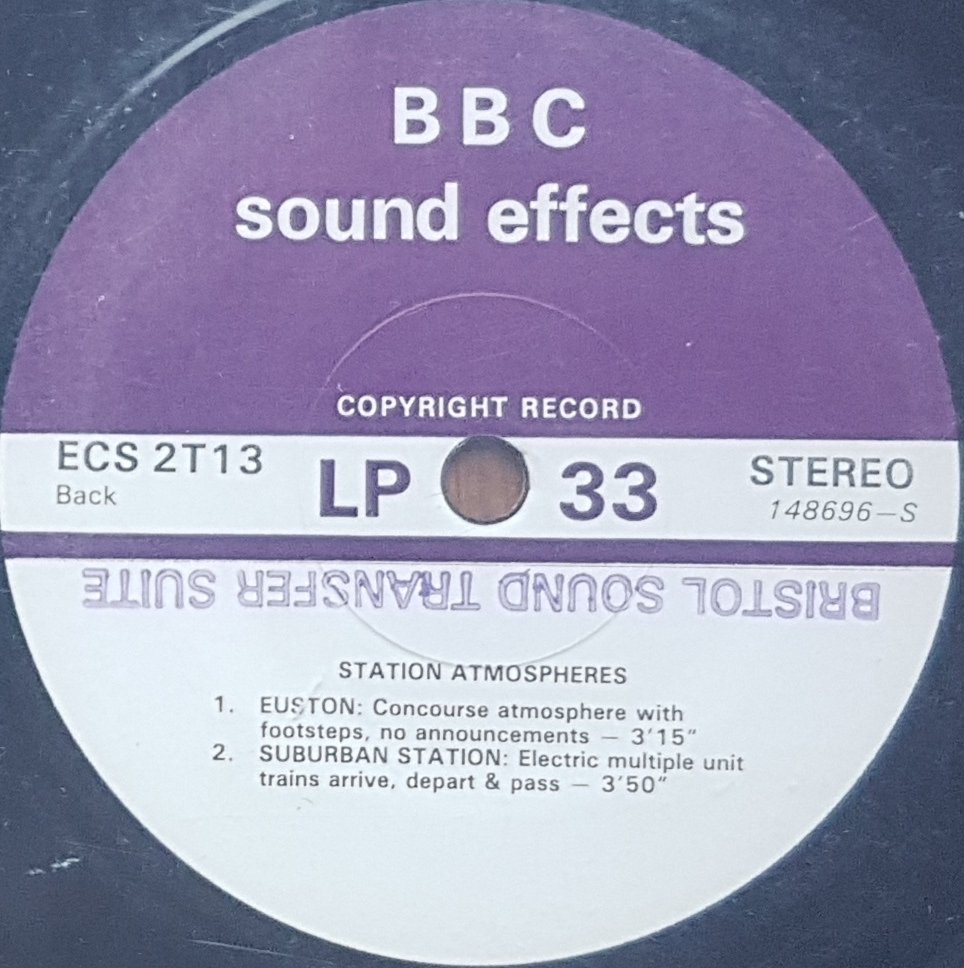 BBC
sound effects
COPYRIGHT RECORD
ECS 2T13
Back
LP 33
STEREO
148696–S
BRISTOL SOUND TRANSFER SUITE
STATION ATMOSPHERES
1. EUSTON: Concourse atmosphere with
footsteps, no announcements – 3'15"
2. SUBURBAN STATION: Electric multiple unit
trains arrive, depart & pass – 3'50"